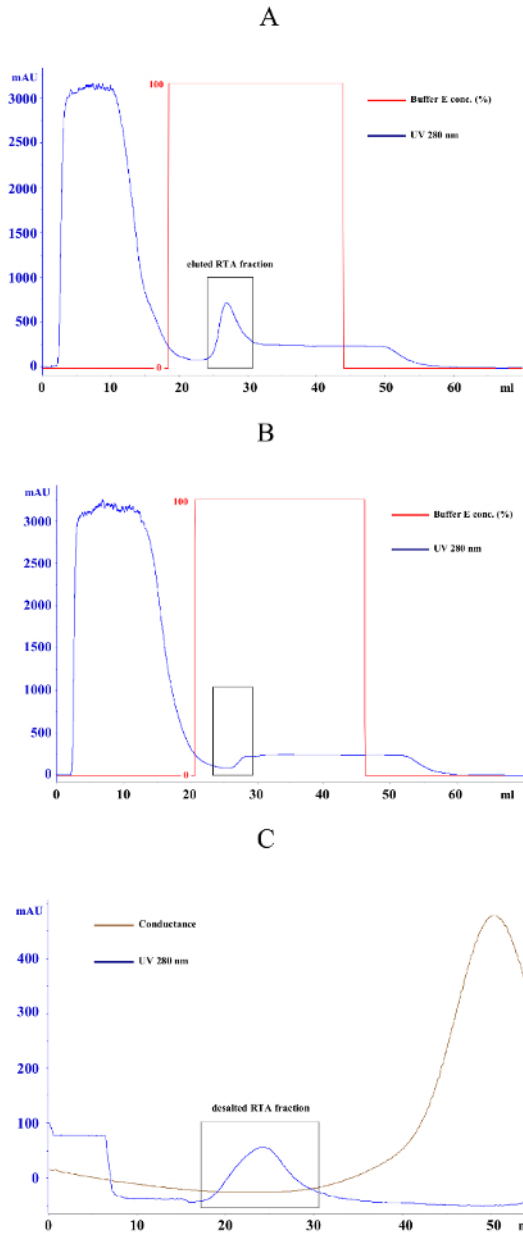 A
mAU
100
3000
Buffer E conc. (%)
UV 280 nm
2500
2000
1500
eluted RTA fraction
1000
500
0
0
0 10 20 30 40 50 60 ml
B
mAU
100
3000
Buffer E conc. (%)
UV 280 nm
2500
2000
1500
1000
500
0
0
0 10 20 30 40 50 60 ml
C
mAU
Conductance
400
UV 280 nm
300
200
desalted RTA fraction
100
0
0 10 20 30 40 50